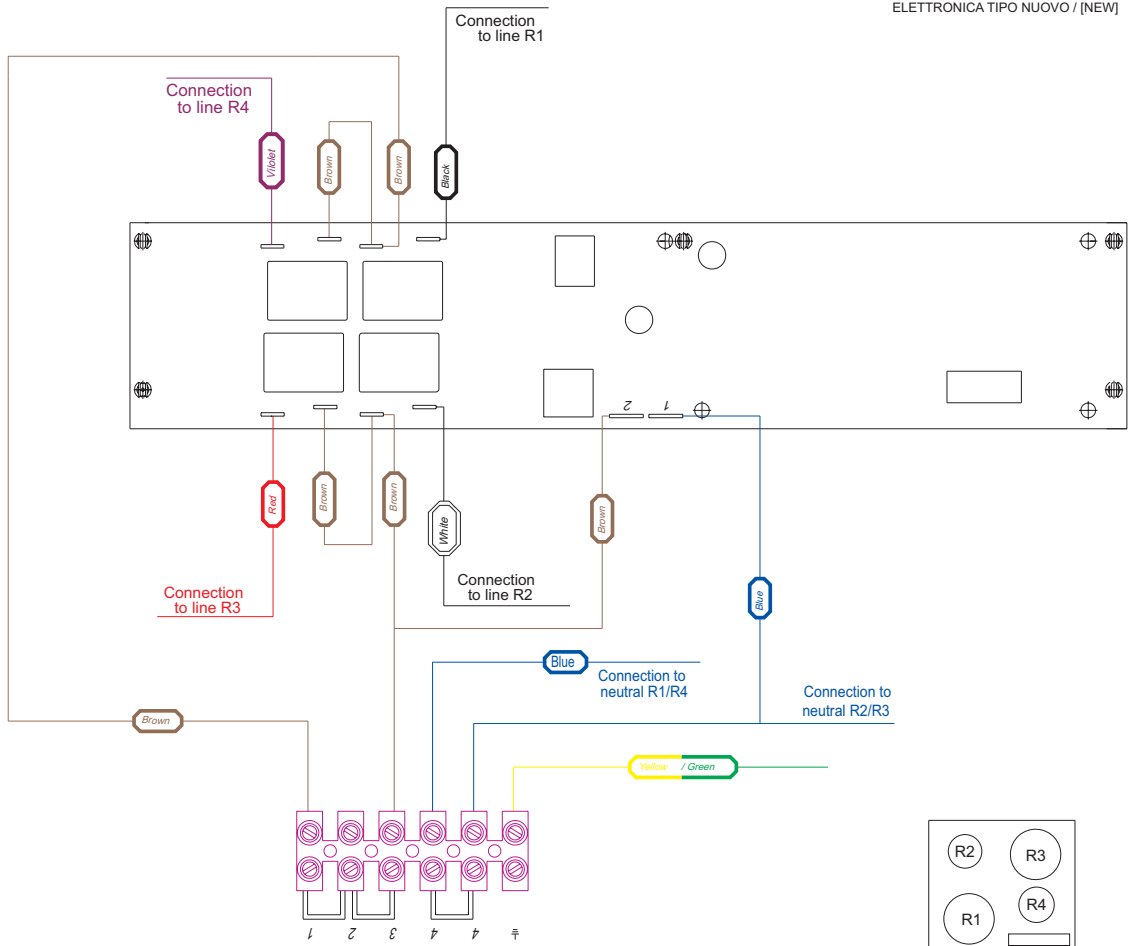 ELETTRONICA TIPO NUOVO / [NEW]
Connection
to line R1
Connection
to line R4
Vilolet
Brown
Brown
Black
2
1
Red
Brown
Brown
White
Brown
Blue
Connection
to line R3
Connection
to line R2
Blue
Connection to
neutral R1/R4
Connection to
neutral R2/R3
Brown
Yellow / Green
R2
R3
R4
R1
1 2 3 4 4